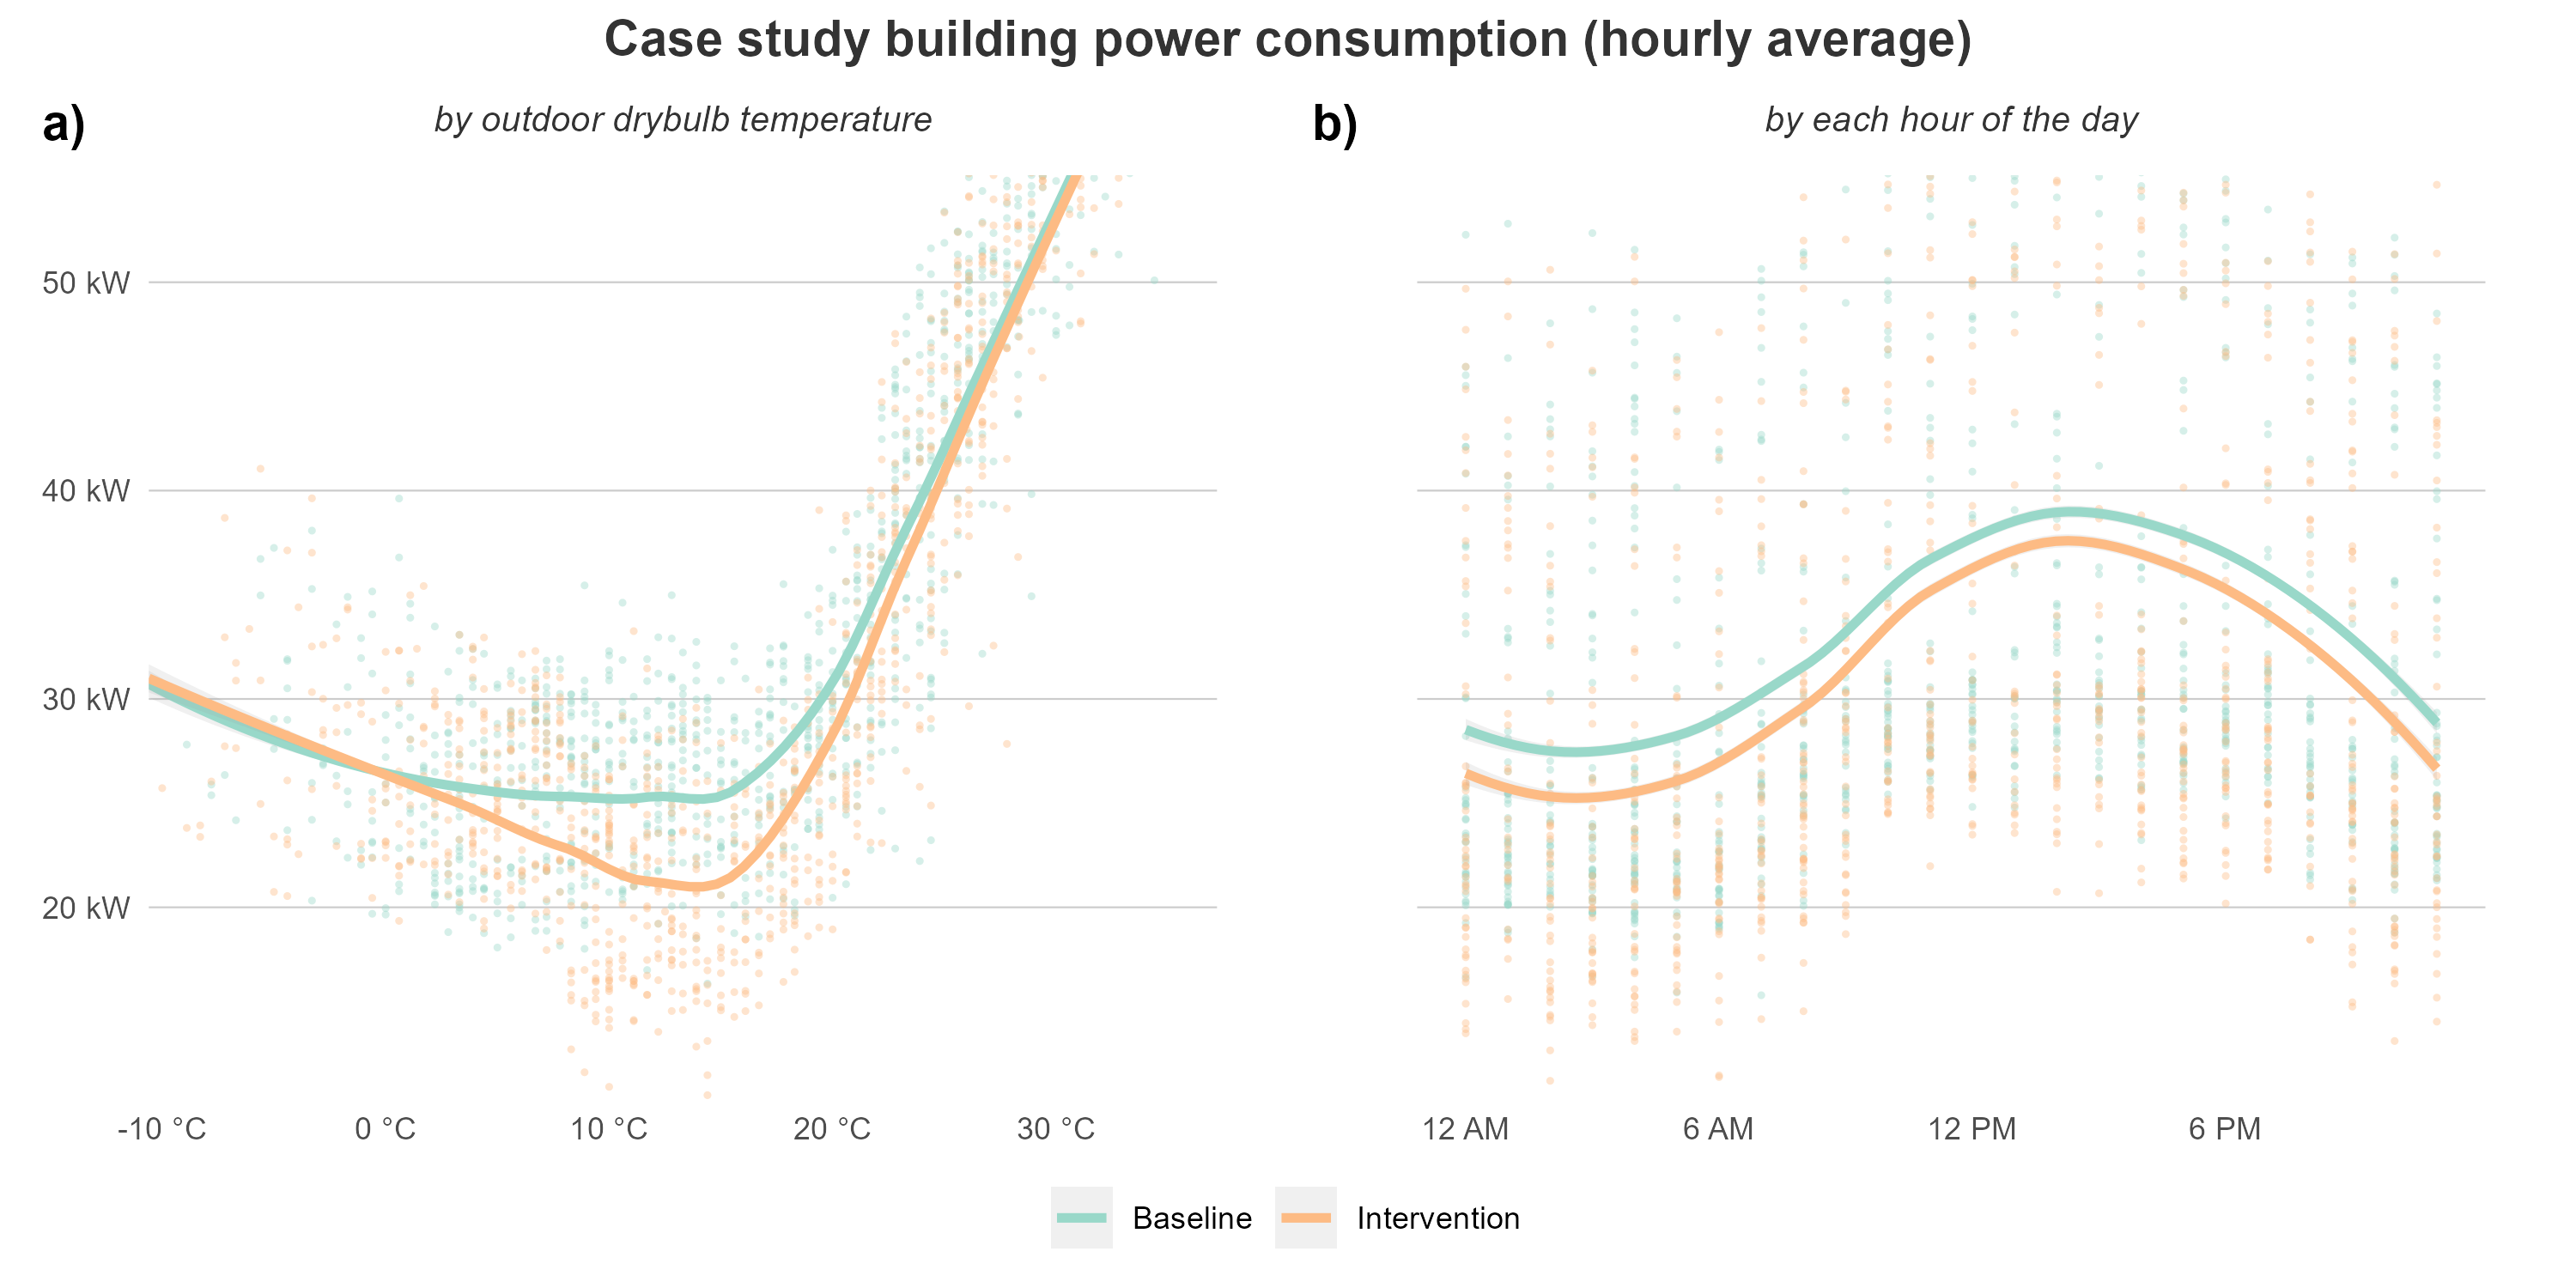 Case study building power consumption (hourly average)
a)
by outdoor drybulb temperature
50 kW
40 kW
30 kW
20 kW
-10 °C
0 °C
10 °C
20 °C
30 °C
b)
by each hour of the day
12 AM
6 AM
12 PM
6 PM
Baseline
Intervention